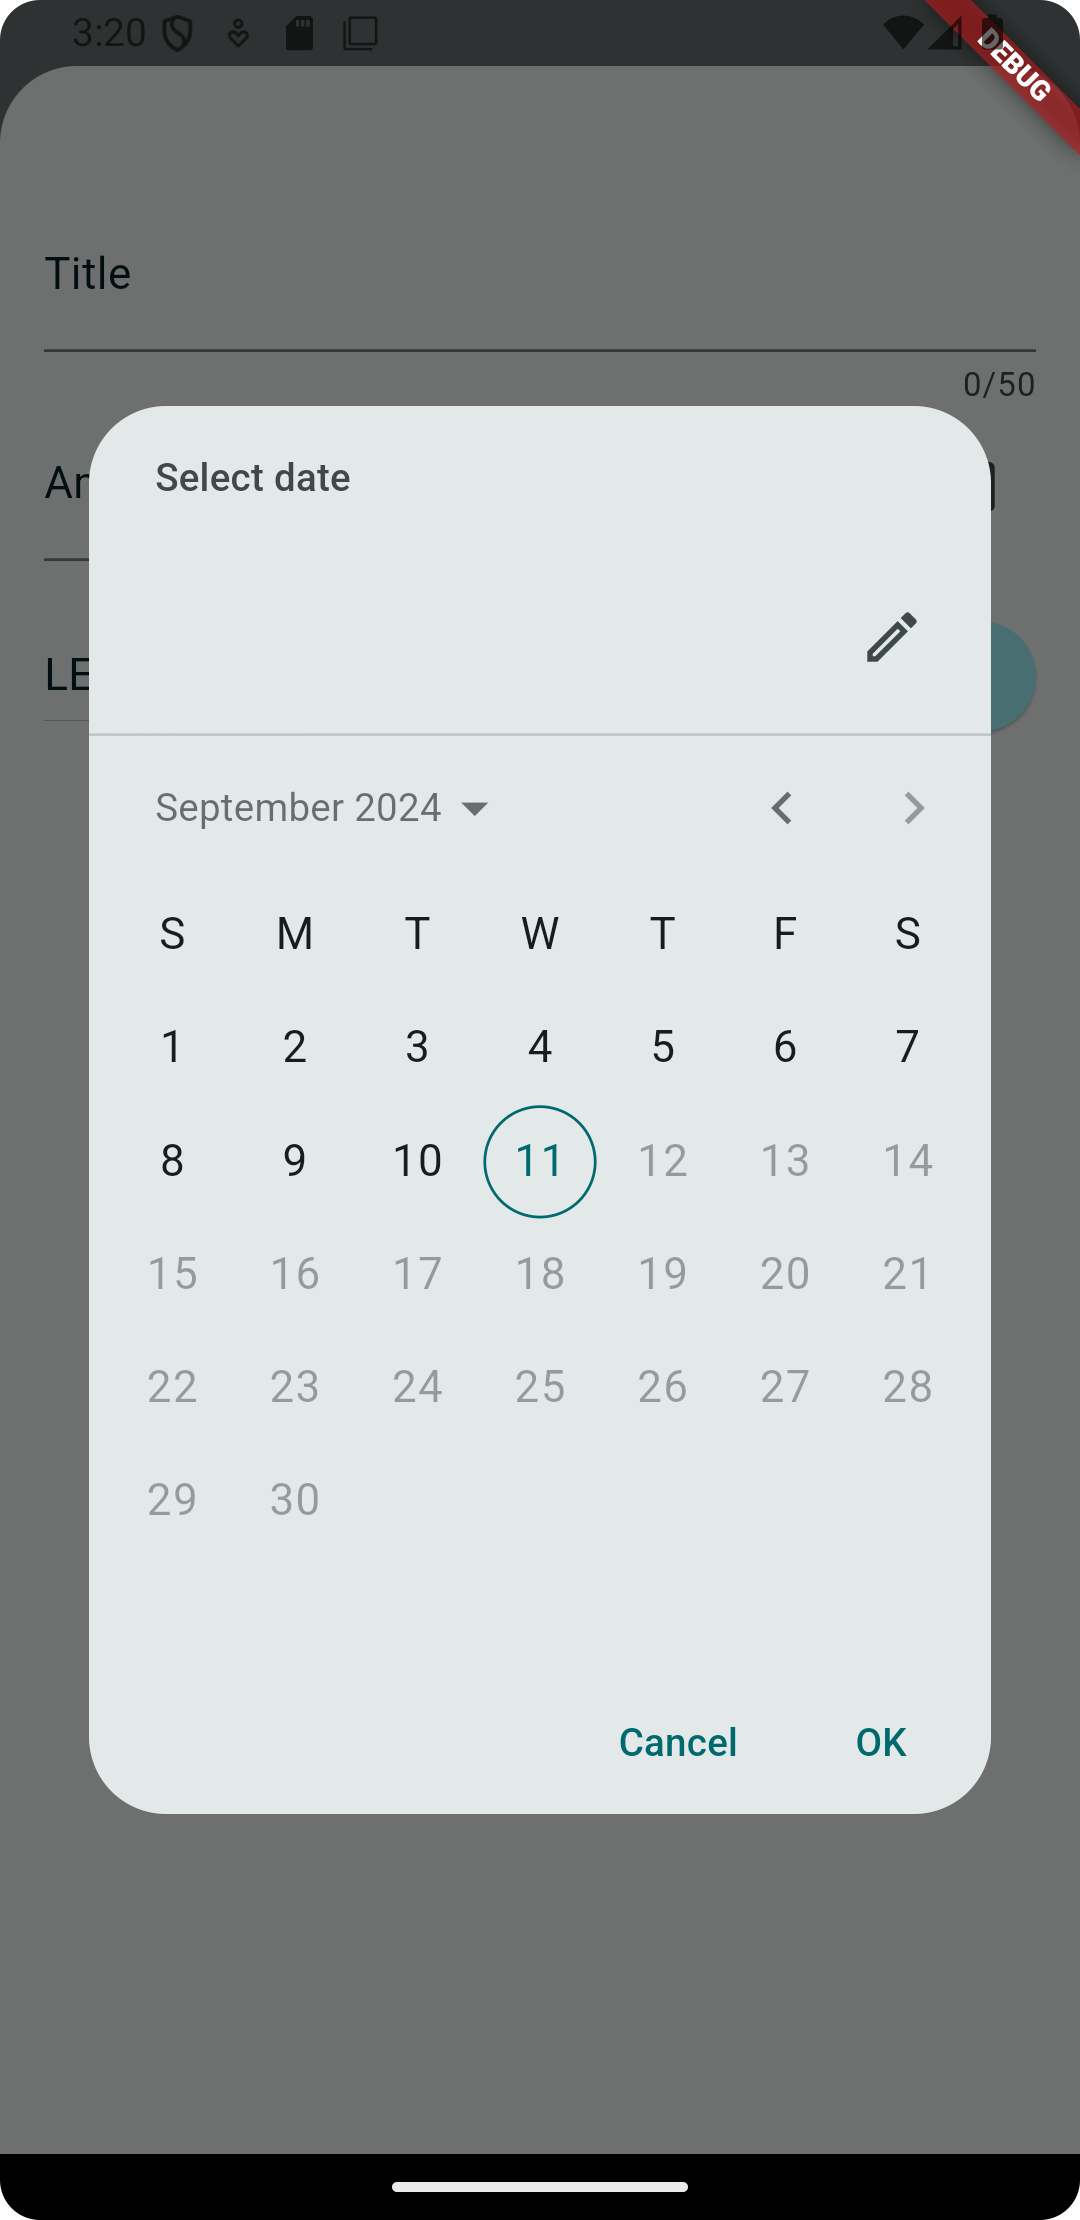 3:20
DEBUG
Title
0/50
Select date
September 2024
S M T W T F S
1 2 3 4 5 6 7
8 9 10 11 12 13 14
15 16 17 18 19 20 21
22 23 24 25 26 27 28
29 30
Cancel OK